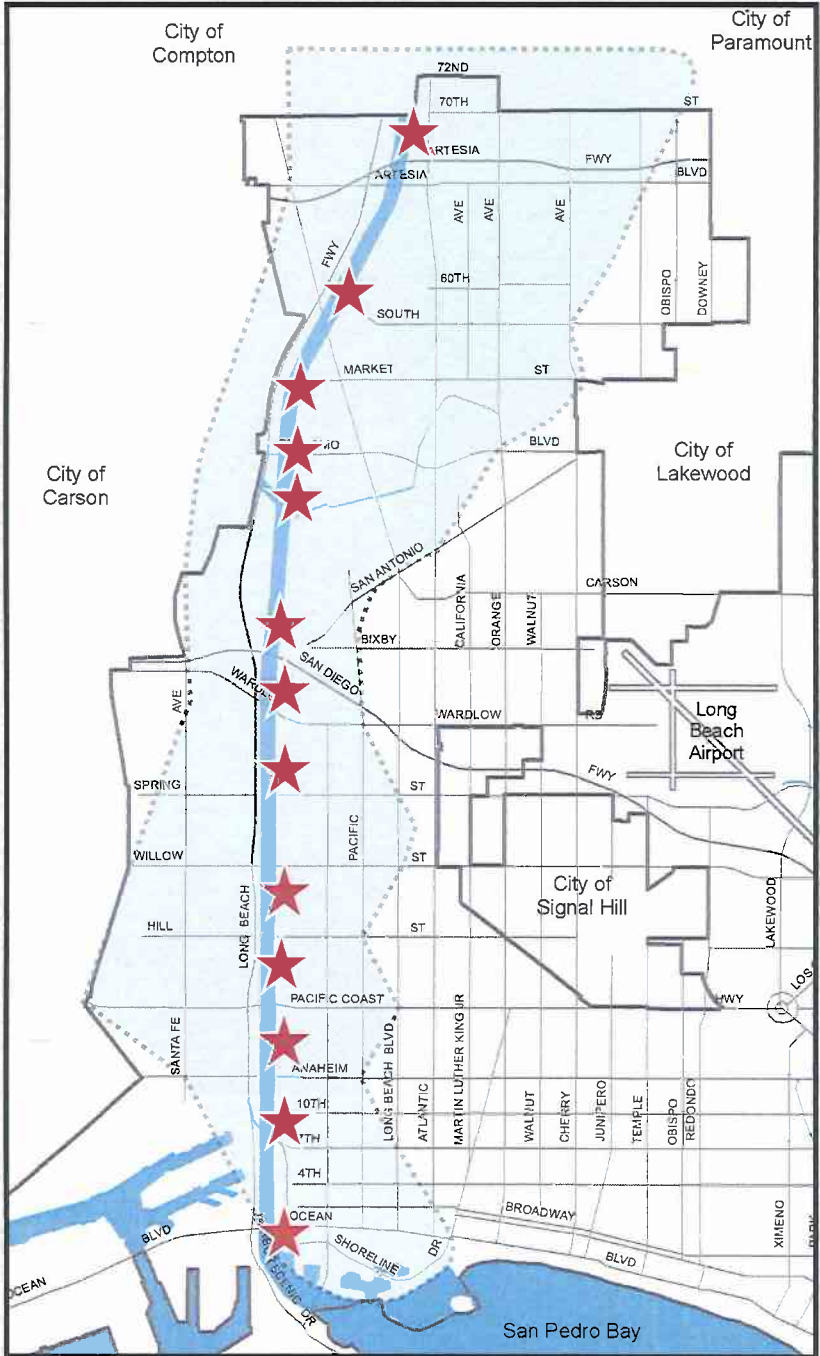 City of
Compton
City of
Paramount
72ND
70TH
ST
ARTESIA
FWY
ARTESIA
BLVD
AVE
AVE
AVE
FWY
60TH
OBISPO
DOWNEY
SOUTH
MARKET
ST
BLVD
City of
Carson
City of
Lakewood
SAN ANTONIO
CARSON
CALIFORNIA
ORANGE
WALNUT
BIXBY
SAN DIEGO
AVE
WARDLOW
RD
Long
Beach
Airport
SPRING
ST
FWY
PACIFIC
WILLOW
ST
City of
Signal Hill
LAKEWOOD
LONG BEACH
HILL
ST
LOS
PACIFIC COAST
HWY
SANTA FE
ANAHEIM
LONG BEACH BLVD
ATLANTIC
MARTIN LUTHER KING JR
WALNUT
CHERRY
JUNIPERO
TEMPLE
OBISPO
REDONDO
10TH
7TH
4TH
OCEAN
BROADWAY
XIMENO
BLVD
SHORELINE
DR
BLVD
OCEAN
SCENIC DR
San Pedro Bay